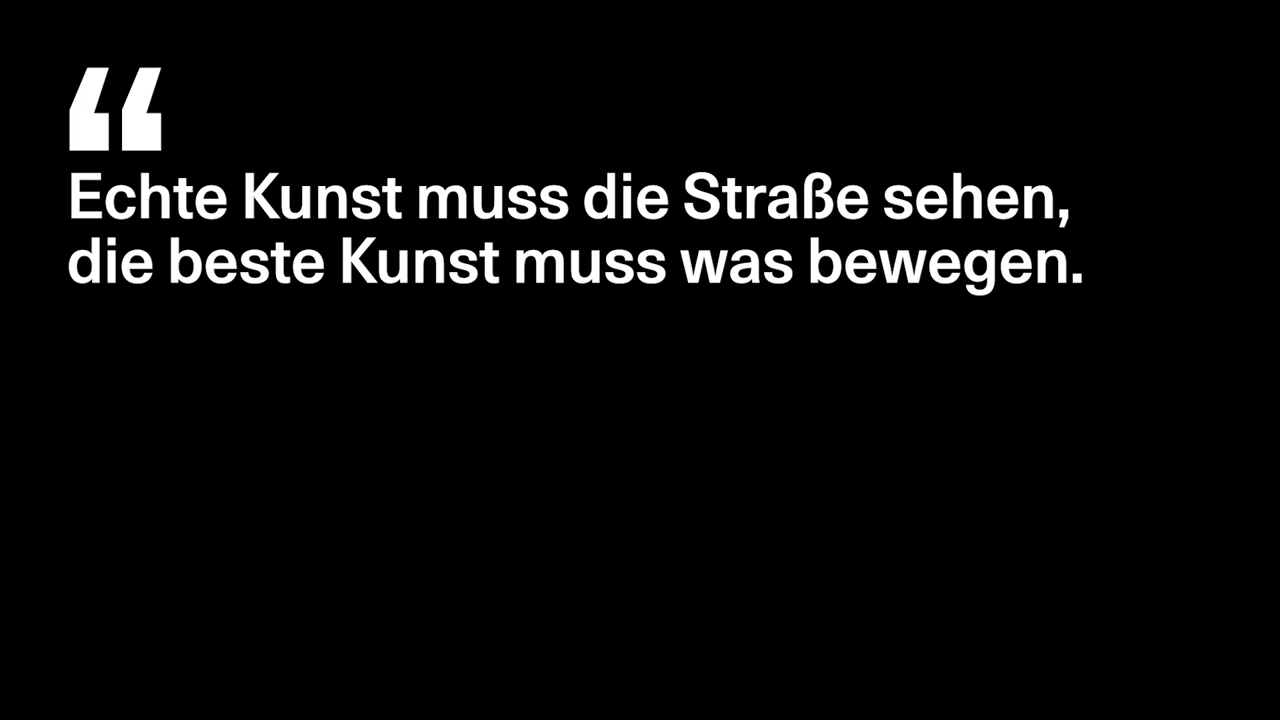 “
Echte Kunst muss die Straße sehen,
die beste Kunst muss was bewegen.